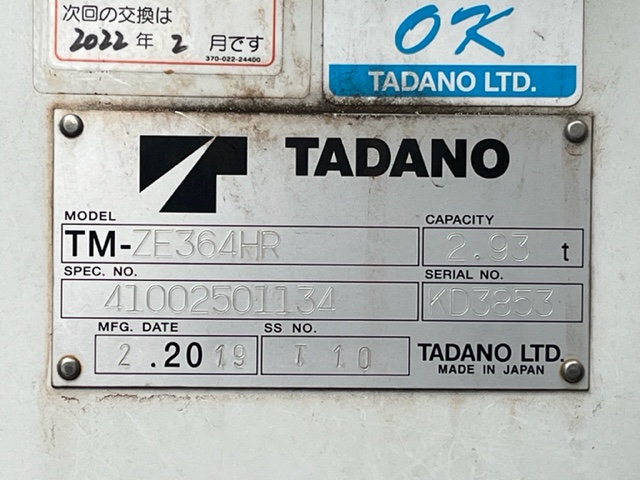 次回の交換は
2022 年 2 月です
370-022-24400
OK
TADANO LTD.
TADANO
MODEL
TM-ZE364HR
CAPACITY
2.93 t
SPEC. NO.
41002501134
SERIAL NO.
KD3853
MFG. DATE
2 .2019
SS NO.
T 10
TADANO LTD.
MADE IN JAPAN